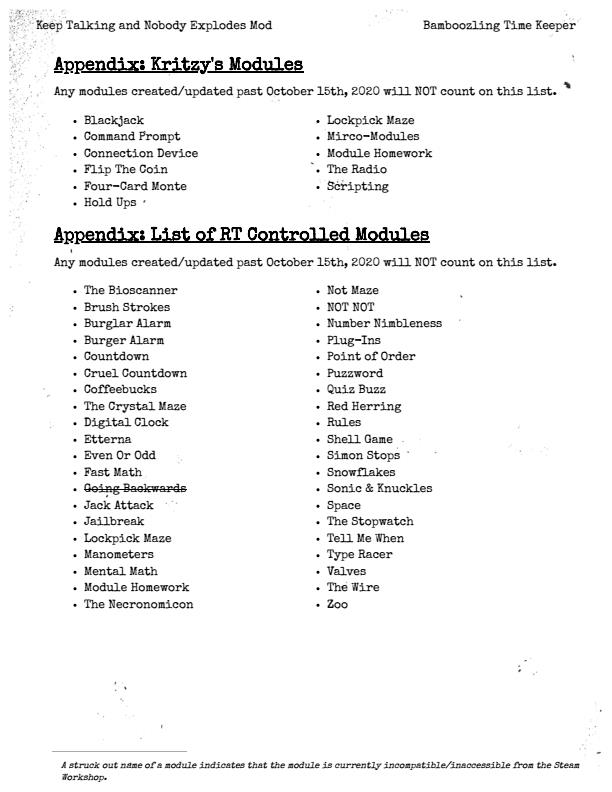 Keep Talking and Nobody Explodes Mod
Bamboozling Time Keeper
Appendix: Kritzy's Modules
Any modules created/updated past October 15th, 2020 will NOT count on this list.
• Blackjack
• Command Prompt
• Connection Device
• Flip The Coin
• Four-Card Monte
• Hold Ups
• Lockpick Maze
• Mirco-Modules
• Module Homework
• The Radio
• Scripting
Appendix: List of RT Controlled Modules
Any modules created/updated past October 15th, 2020 will NOT count on this list.
• The Bioscanner
• Brush Strokes
• Burglar Alarm
• Burger Alarm
• Countdown
• Cruel Countdown
• Coffeebucks
• The Crystal Maze
• Digital Clock
• Etterna
• Even Or Odd
• Fast Math
• Going Backwards
• Jack Attack
• Jailbreak
• Lockpick Maze
• Manometers
• Mental Math
• Module Homework
• The Necronomicon
• Not Maze
• NOT NOT
• Number Nimbleness
• Plug-Ins
• Point of Order
• Puzzword
• Quiz Buzz
• Red Herring
• Rules
• Shell Game
• Simon Stops
• Snowflakes
• Sonic & Knuckles
• Space
• The Stopwatch
• Tell Me When
• Type Racer
• Valves
• The Wire
• Zoo
A struck out name of a module indicates that the module is currently incompatible/inaccessible from the Steam
Workshop.